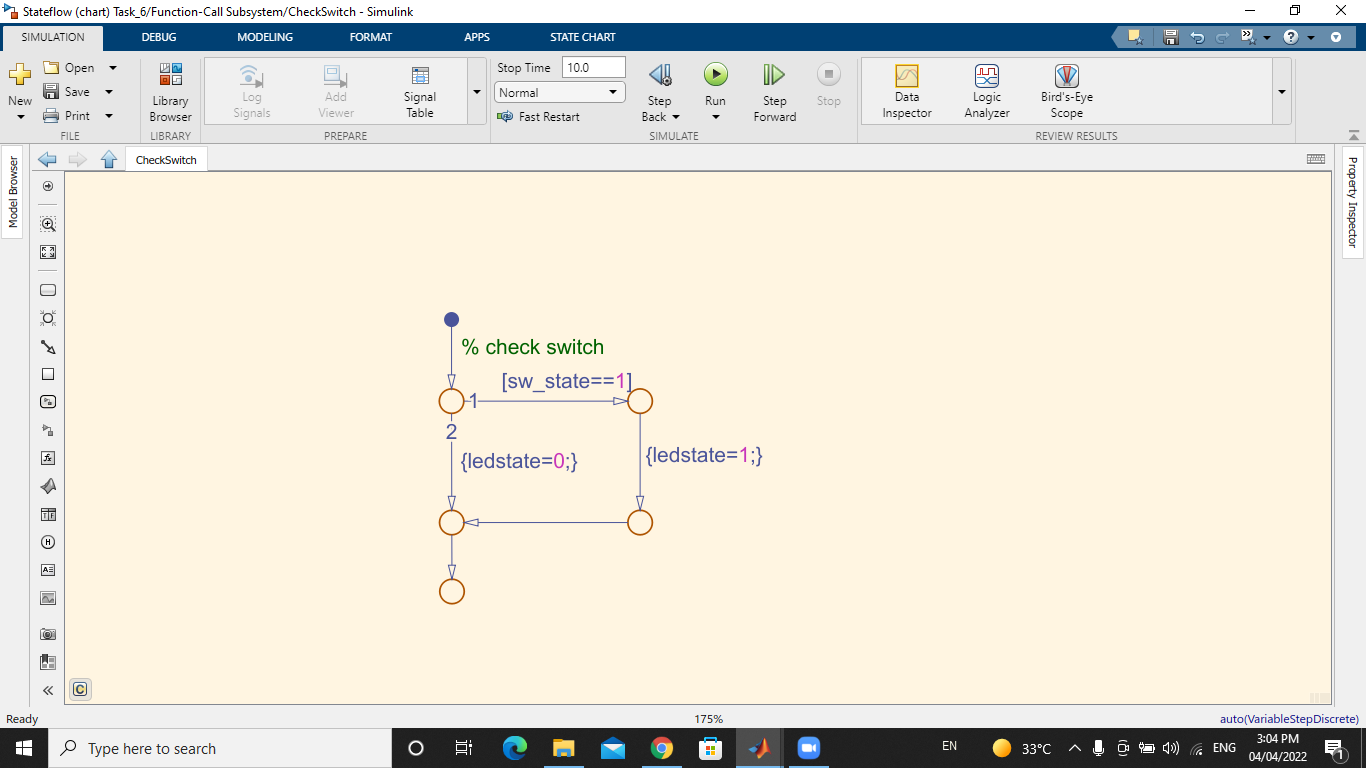 Stateflow (chart) Task_6/Function-Call Subsystem/CheckSwitch - Simulink
SIMULATION DEBUG MODELING FORMAT APPS STATE CHART
New
Open
Save
Print
FILE
Library
Browser
LIBRARY
Log
Signals
Add
Viewer
Signal
Table
PREPARE
Stop Time 10.0
Normal
Fast Restart
Step
Back
Run
Step
Forward
Stop
SIMULATE
Data
Inspector
Logic
Analyzer
Bird's-Eye
Scope
REVIEW RESULTS
Model Browser
CheckSwitch
Property Inspector
% check switch
[sw_state==1]
1
2
{ledstate=0;}
{ledstate=1;}
C
Ready 175% auto(VariableStepDiscrete)
Type here to search
EN
33°C
ENG
3:04 PM
04/04/2022
1